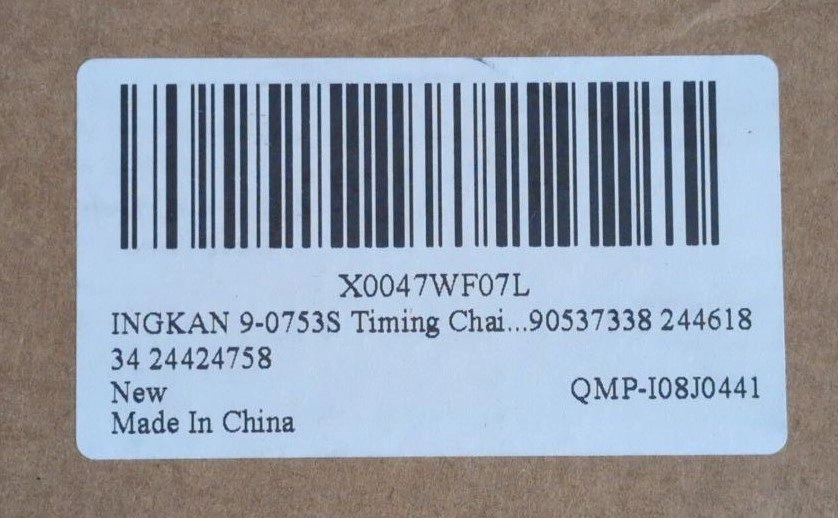 X0047WF07L
INGKAN 9-0753S Timing Chai...90537338 244618
34 24424758
New
QMP-I08J0441
Made In China